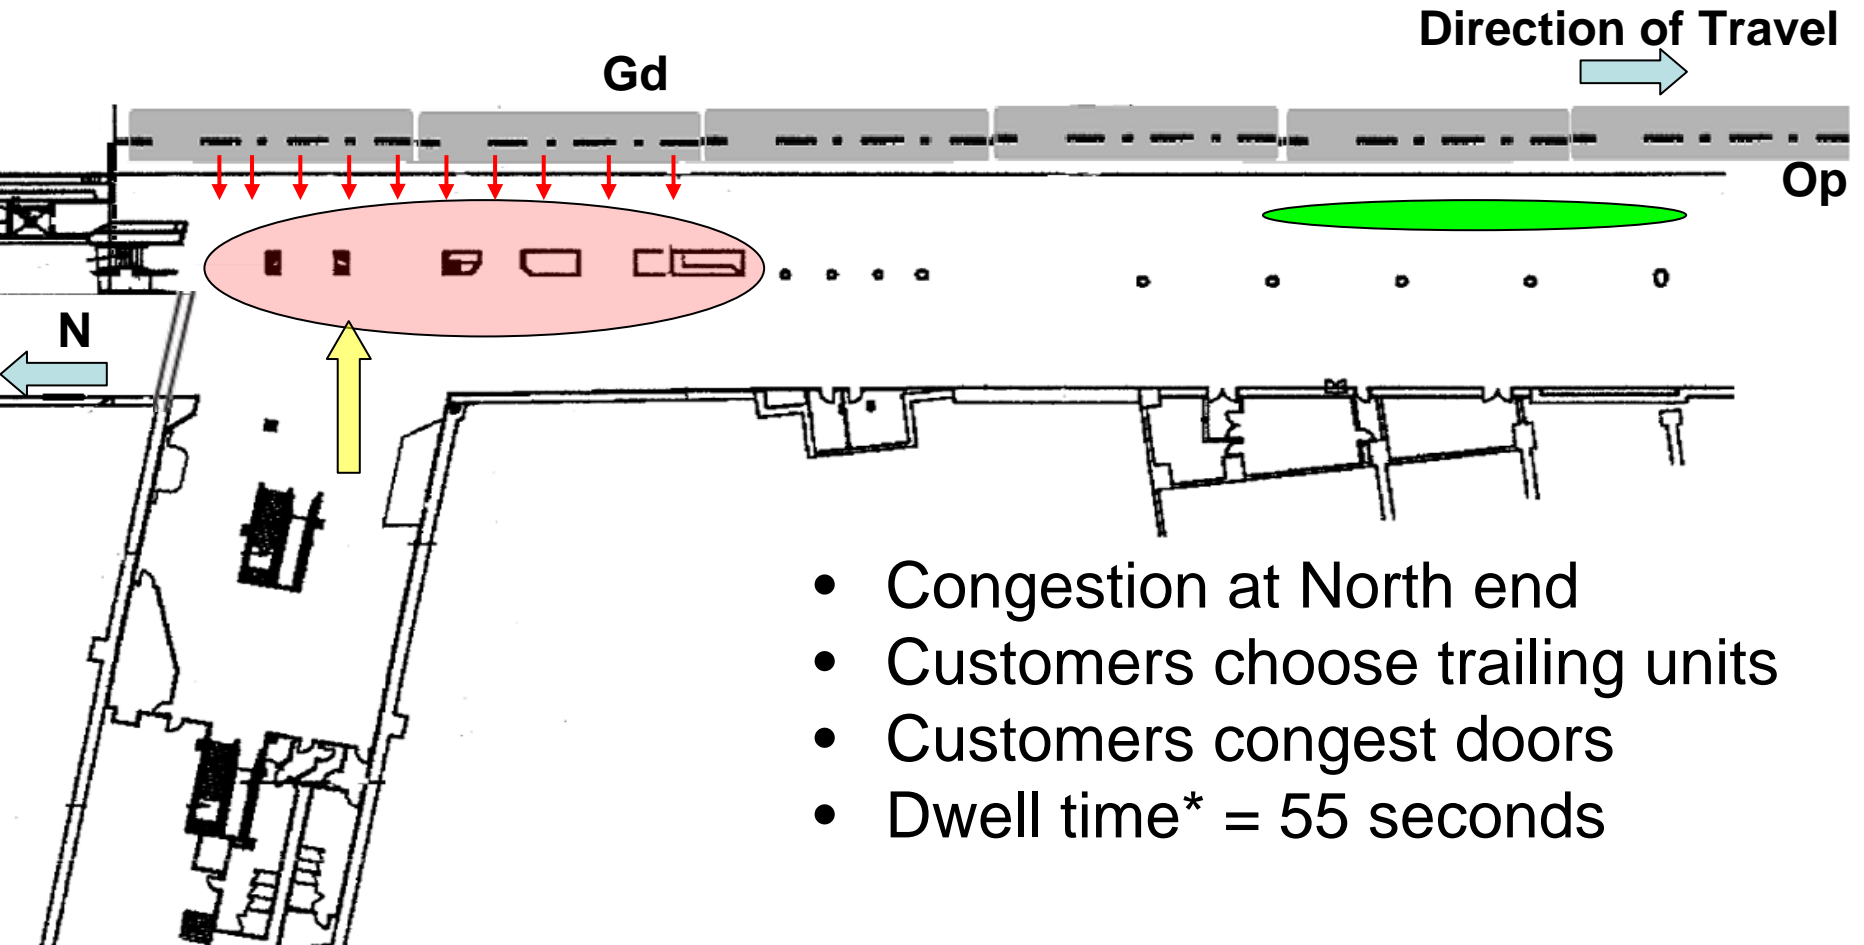 Direction of Travel
Gd
Op
N
• Congestion at North end
• Customers choose trailing units
• Customers congest doors
• Dwell time* = 55 seconds